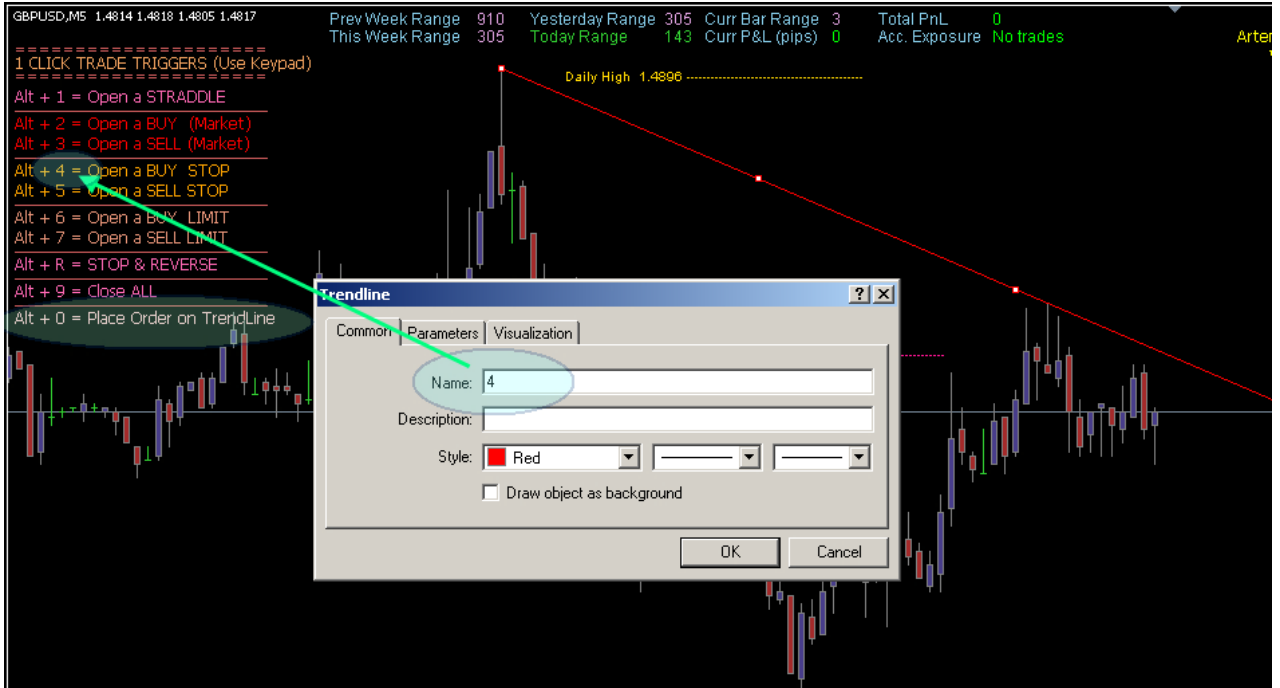 GBPUSD,M5 1.4814 1.4818 1.4805 1.4817
Prev Week Range 910 Yesterday Range 305 Curr Bar Range 3 Total PnL 0
This Week Range 305 Today Range 143 Curr P&L (pips) 0 Acc. Exposure No trades
=====================
1 CLICK TRADE TRIGGERS (Use Keypad)
=====================
Alt + 1 = Open a STRADDLE
Alt + 2 = Open a BUY (Market)
Alt + 3 = Open a SELL (Market)
Alt + 4 = Open a BUY STOP
Alt + 5 = Open a SELL STOP
Alt + 6 = Open a BUY LIMIT
Alt + 7 = Open a SELL LIMIT
Alt + R = STOP & REVERSE
Alt + 9 = Close ALL
Alt + 0 = Place Order on TrendLine
Daily High 1.4896
Trendline
Common Parameters Visualization
Name: 4
Description:
Style: Red
Draw object as background
OK Cancel